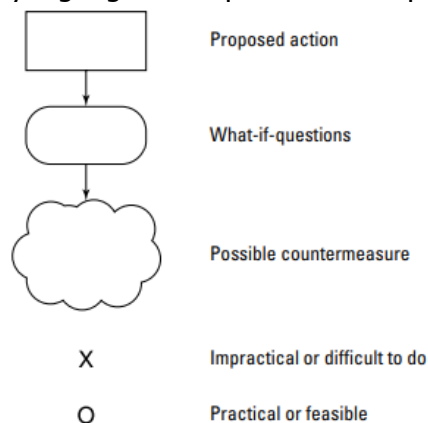 Proposed action
What-if-questions
Possible countermeasure
X Impractical or difficult to do
O Practical or feasible